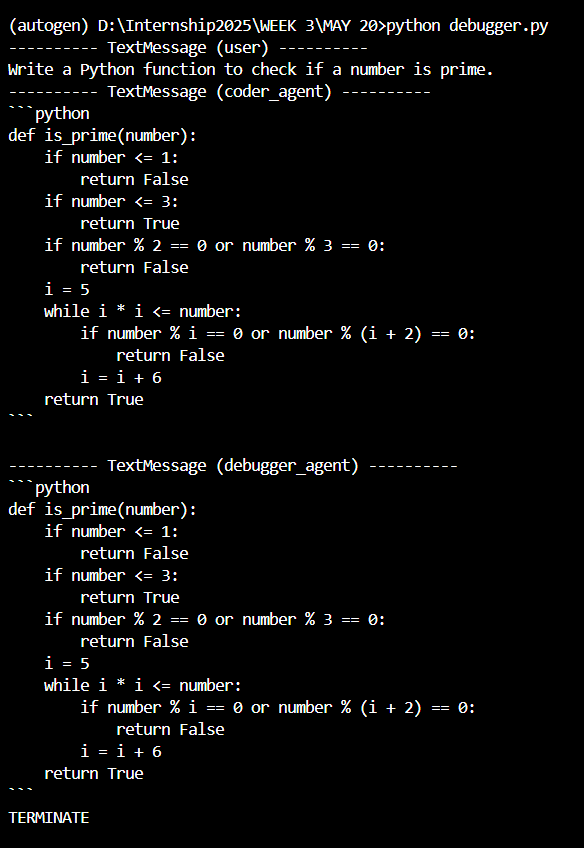 (autogen) D:\Internship2025\WEEK 3\MAY 20>python debugger.py
---------- TextMessage (user) ----------
Write a Python function to check if a number is prime.
---------- TextMessage (coder_agent) ----------
```python
def is_prime(number):
    if number <= 1:
        return False
    if number <= 3:
        return True
    if number % 2 == 0 or number % 3 == 0:
        return False
    i = 5
    while i * i <= number:
        if number % i == 0 or number % (i + 2) == 0:
            return False
        i = i + 6
    return True
```

---------- TextMessage (debugger_agent) ----------
```python
def is_prime(number):
    if number <= 1:
        return False
    if number <= 3:
        return True
    if number % 2 == 0 or number % 3 == 0:
        return False
    i = 5
    while i * i <= number:
        if number % i == 0 or number % (i + 2) == 0:
            return False
        i = i + 6
    return True
```
TERMINATE